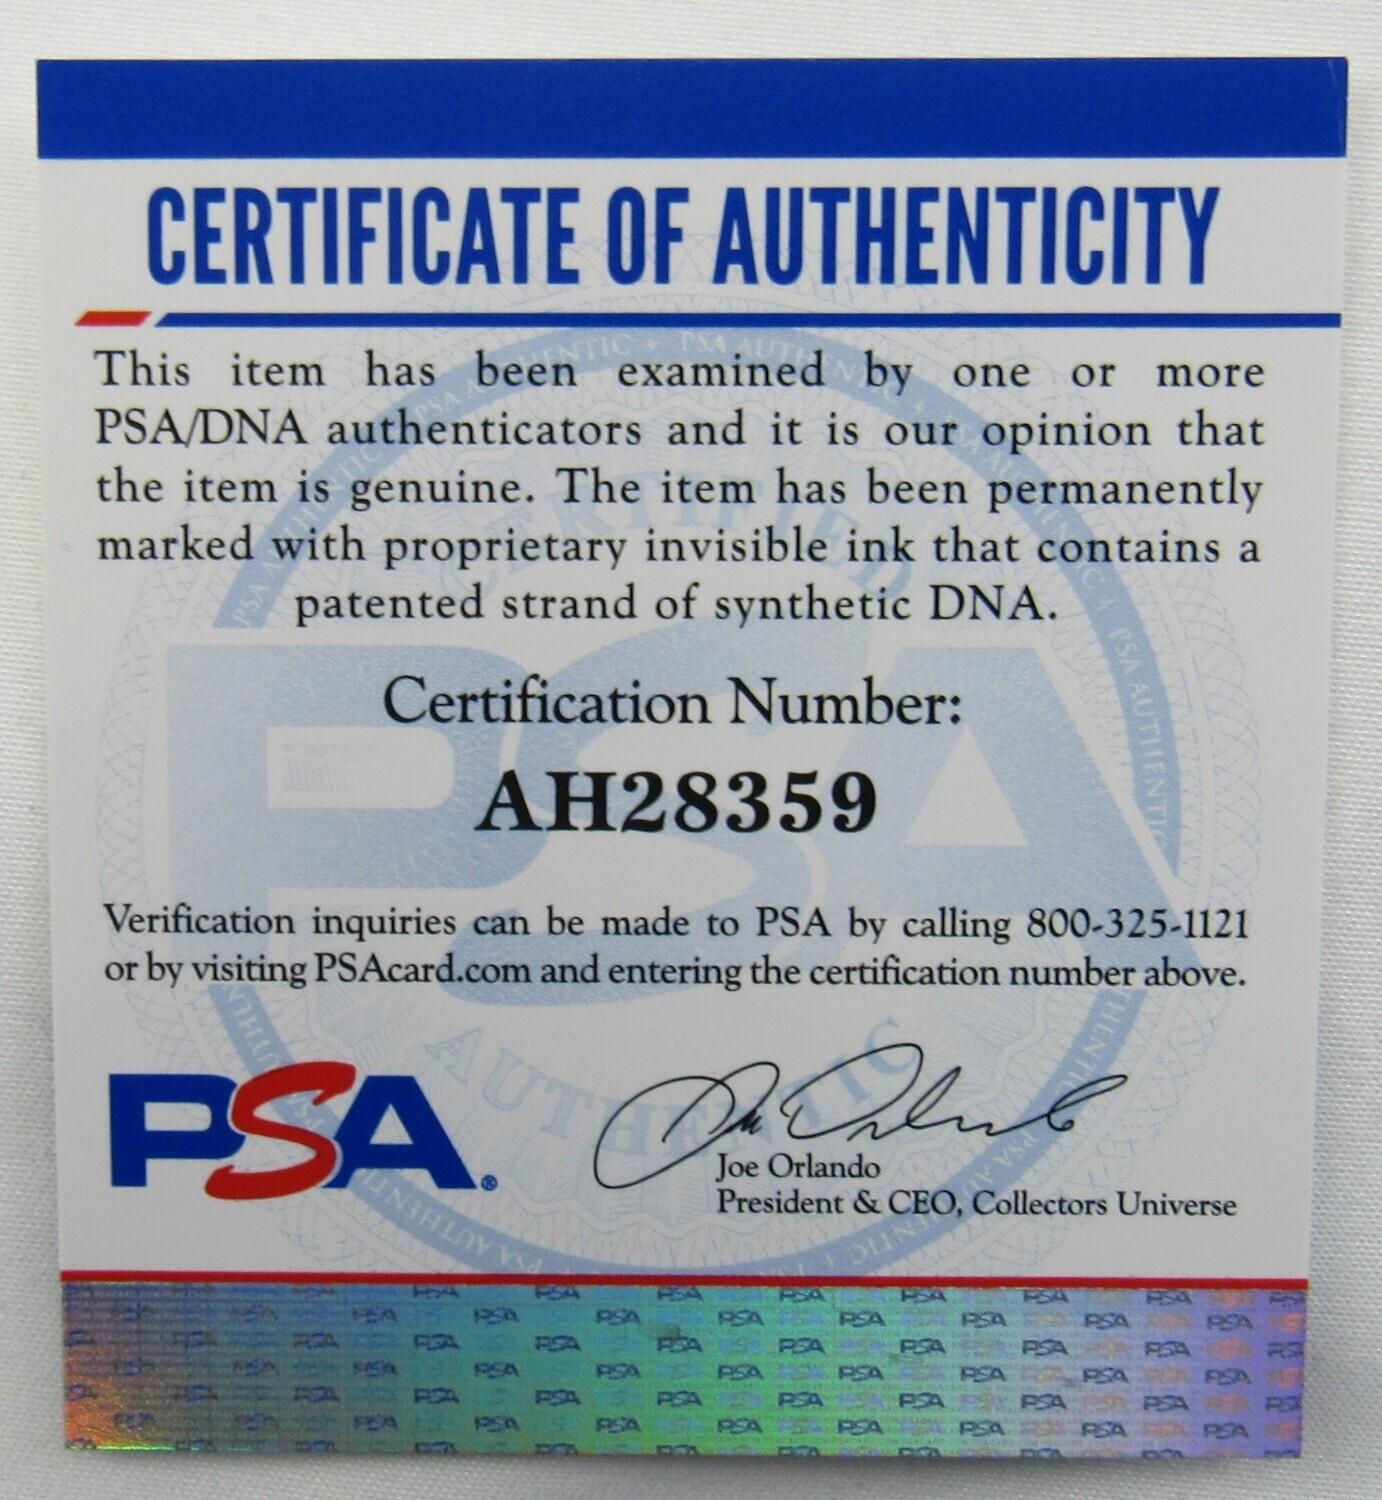 CERTIFICATE OF AUTHENTICITY
This item has been examined by one or more
PSA/DNA authenticators and it is our opinion that
the item is genuine. The item has been permanently
marked with proprietary invisible ink that contains a
patented strand of synthetic DNA.
Certification Number:
AH28359
Verification inquiries can be made to PSA by calling 800-325-1121
or by visiting PSAcard.com and entering the certification number above.
PSA®
Joe Orlando
President & CEO, Collectors Universe